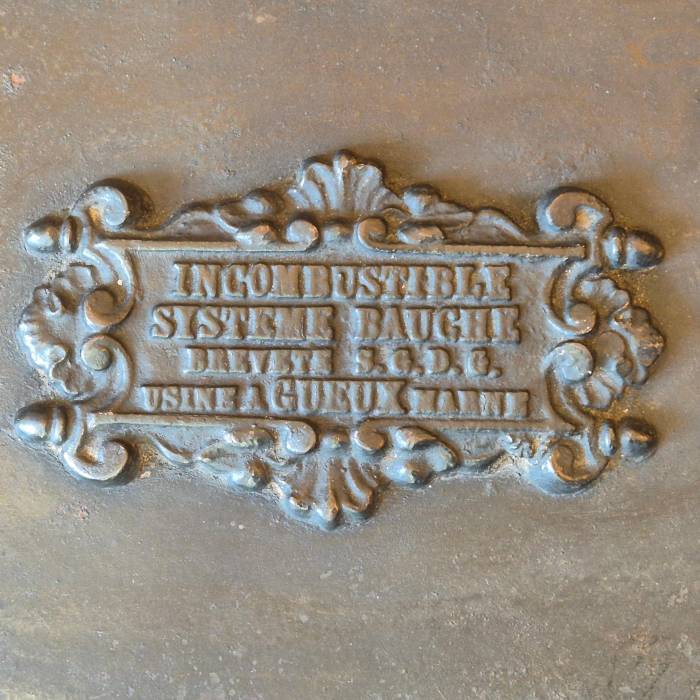 INCOMBUSTIBLE
SYSTEME BAUCHE
BREVETE S.G.D.G.
USINE A GUEUX MARNE